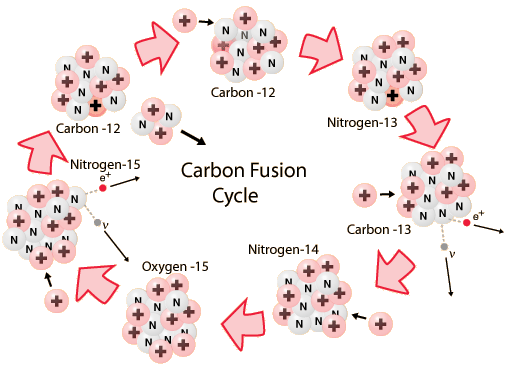 Carbon -12
Nitrogen-13
Carbon -12
Nitrogen-15
e+
ν
Carbon Fusion
Cycle
Carbon -13
e+
ν
Nitrogen-14
Oxygen -15
N
+